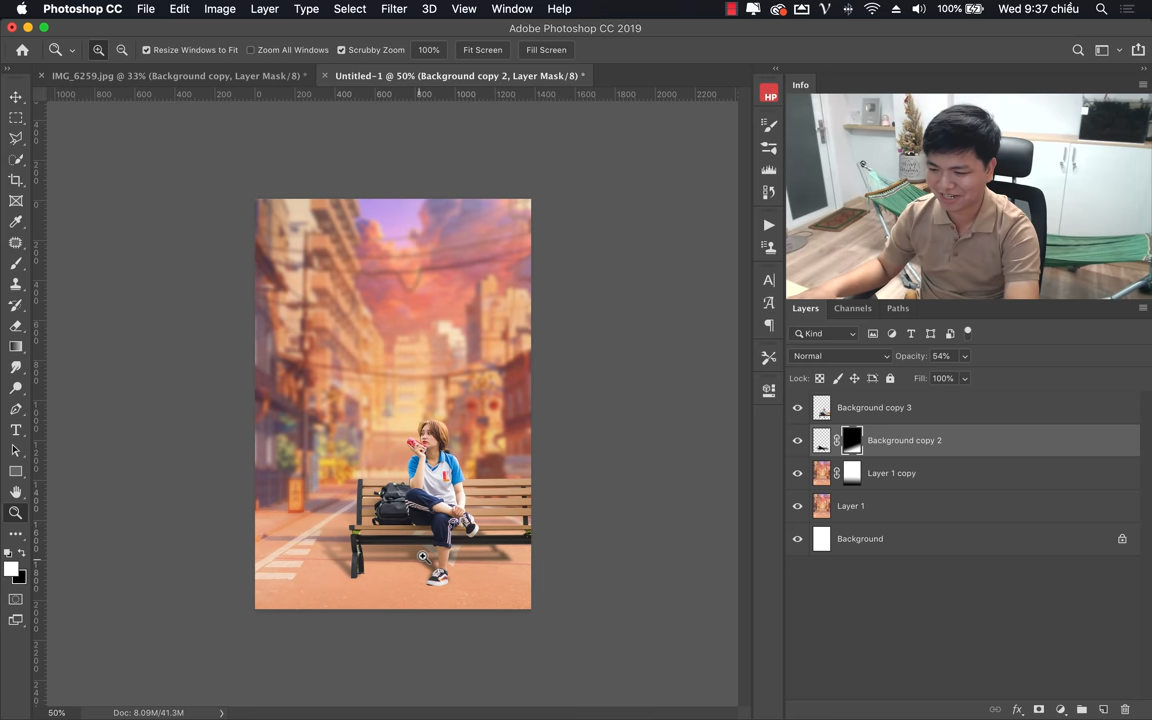 Photoshop CC File Edit Image Layer Type Select Filter 3D View Window Help 100% Wed 9:37 chiều
Adobe Photoshop CC 2019
Resize Windows to Fit Zoom All Windows Scrubby Zoom 100% Fit Screen Fill Screen
IMG_6259.jpg @ 33% (Background copy, Layer Mask/8) * Untitled-1 @ 50% (Background copy 2, Layer Mask/8) *
1000 800 600 400 200 0 200 400 600 800 1000 1200 1400 1600 1800 2000 2200
Info
HP
Layers Channels Paths
Kind
Normal Opacity: 54%
Lock: Fill: 100%
Background copy 3
Background copy 2
Layer 1 copy
Layer 1
Background
50% Doc: 8.09M/41.3M